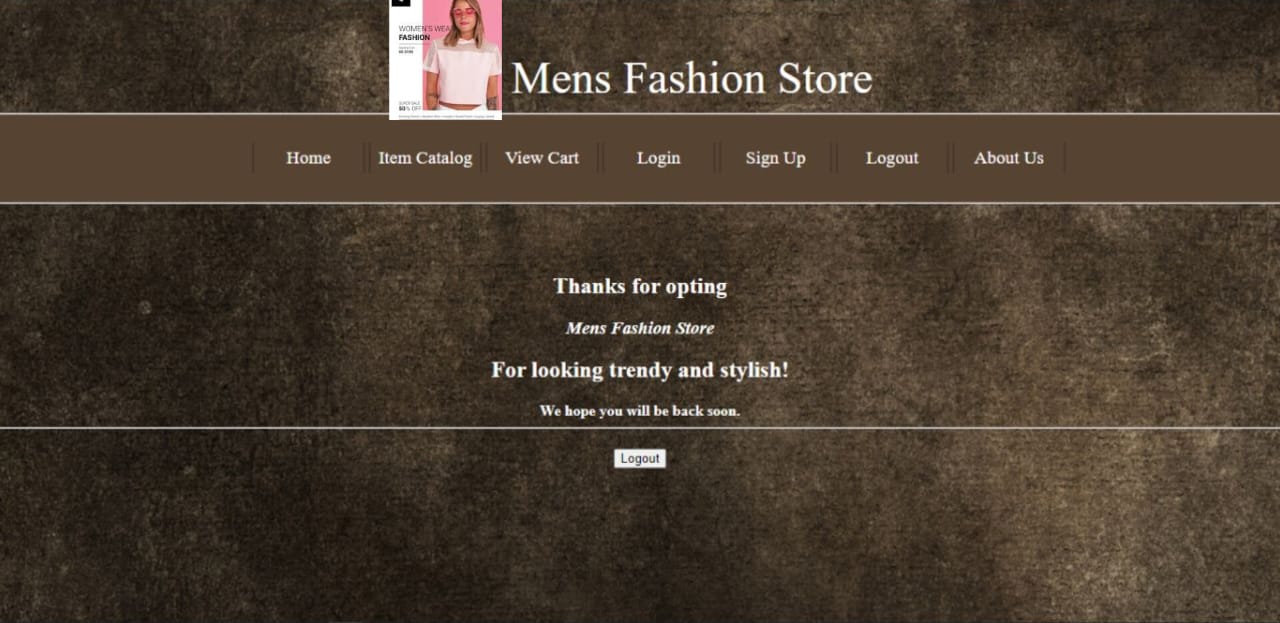 WOMEN'S WEA
FASHION
50% OFF
Mens Fashion Store
Home
Item Catalog
View Cart
Login
Sign Up
Logout
About Us
Thanks for opting
Mens Fashion Store
For looking trendy and stylish!
We hope you will be back soon.
Logout